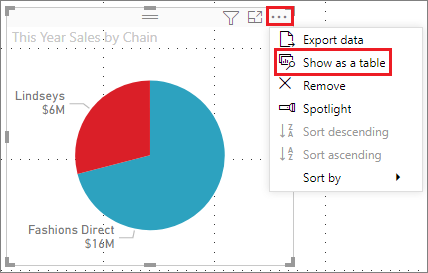 This Year Sales by Chain
Lindseys
$6M
Fashions Direct
$16M
Export data
Show as a table
Remove
Spotlight
Sort descending
Sort ascending
Sort by